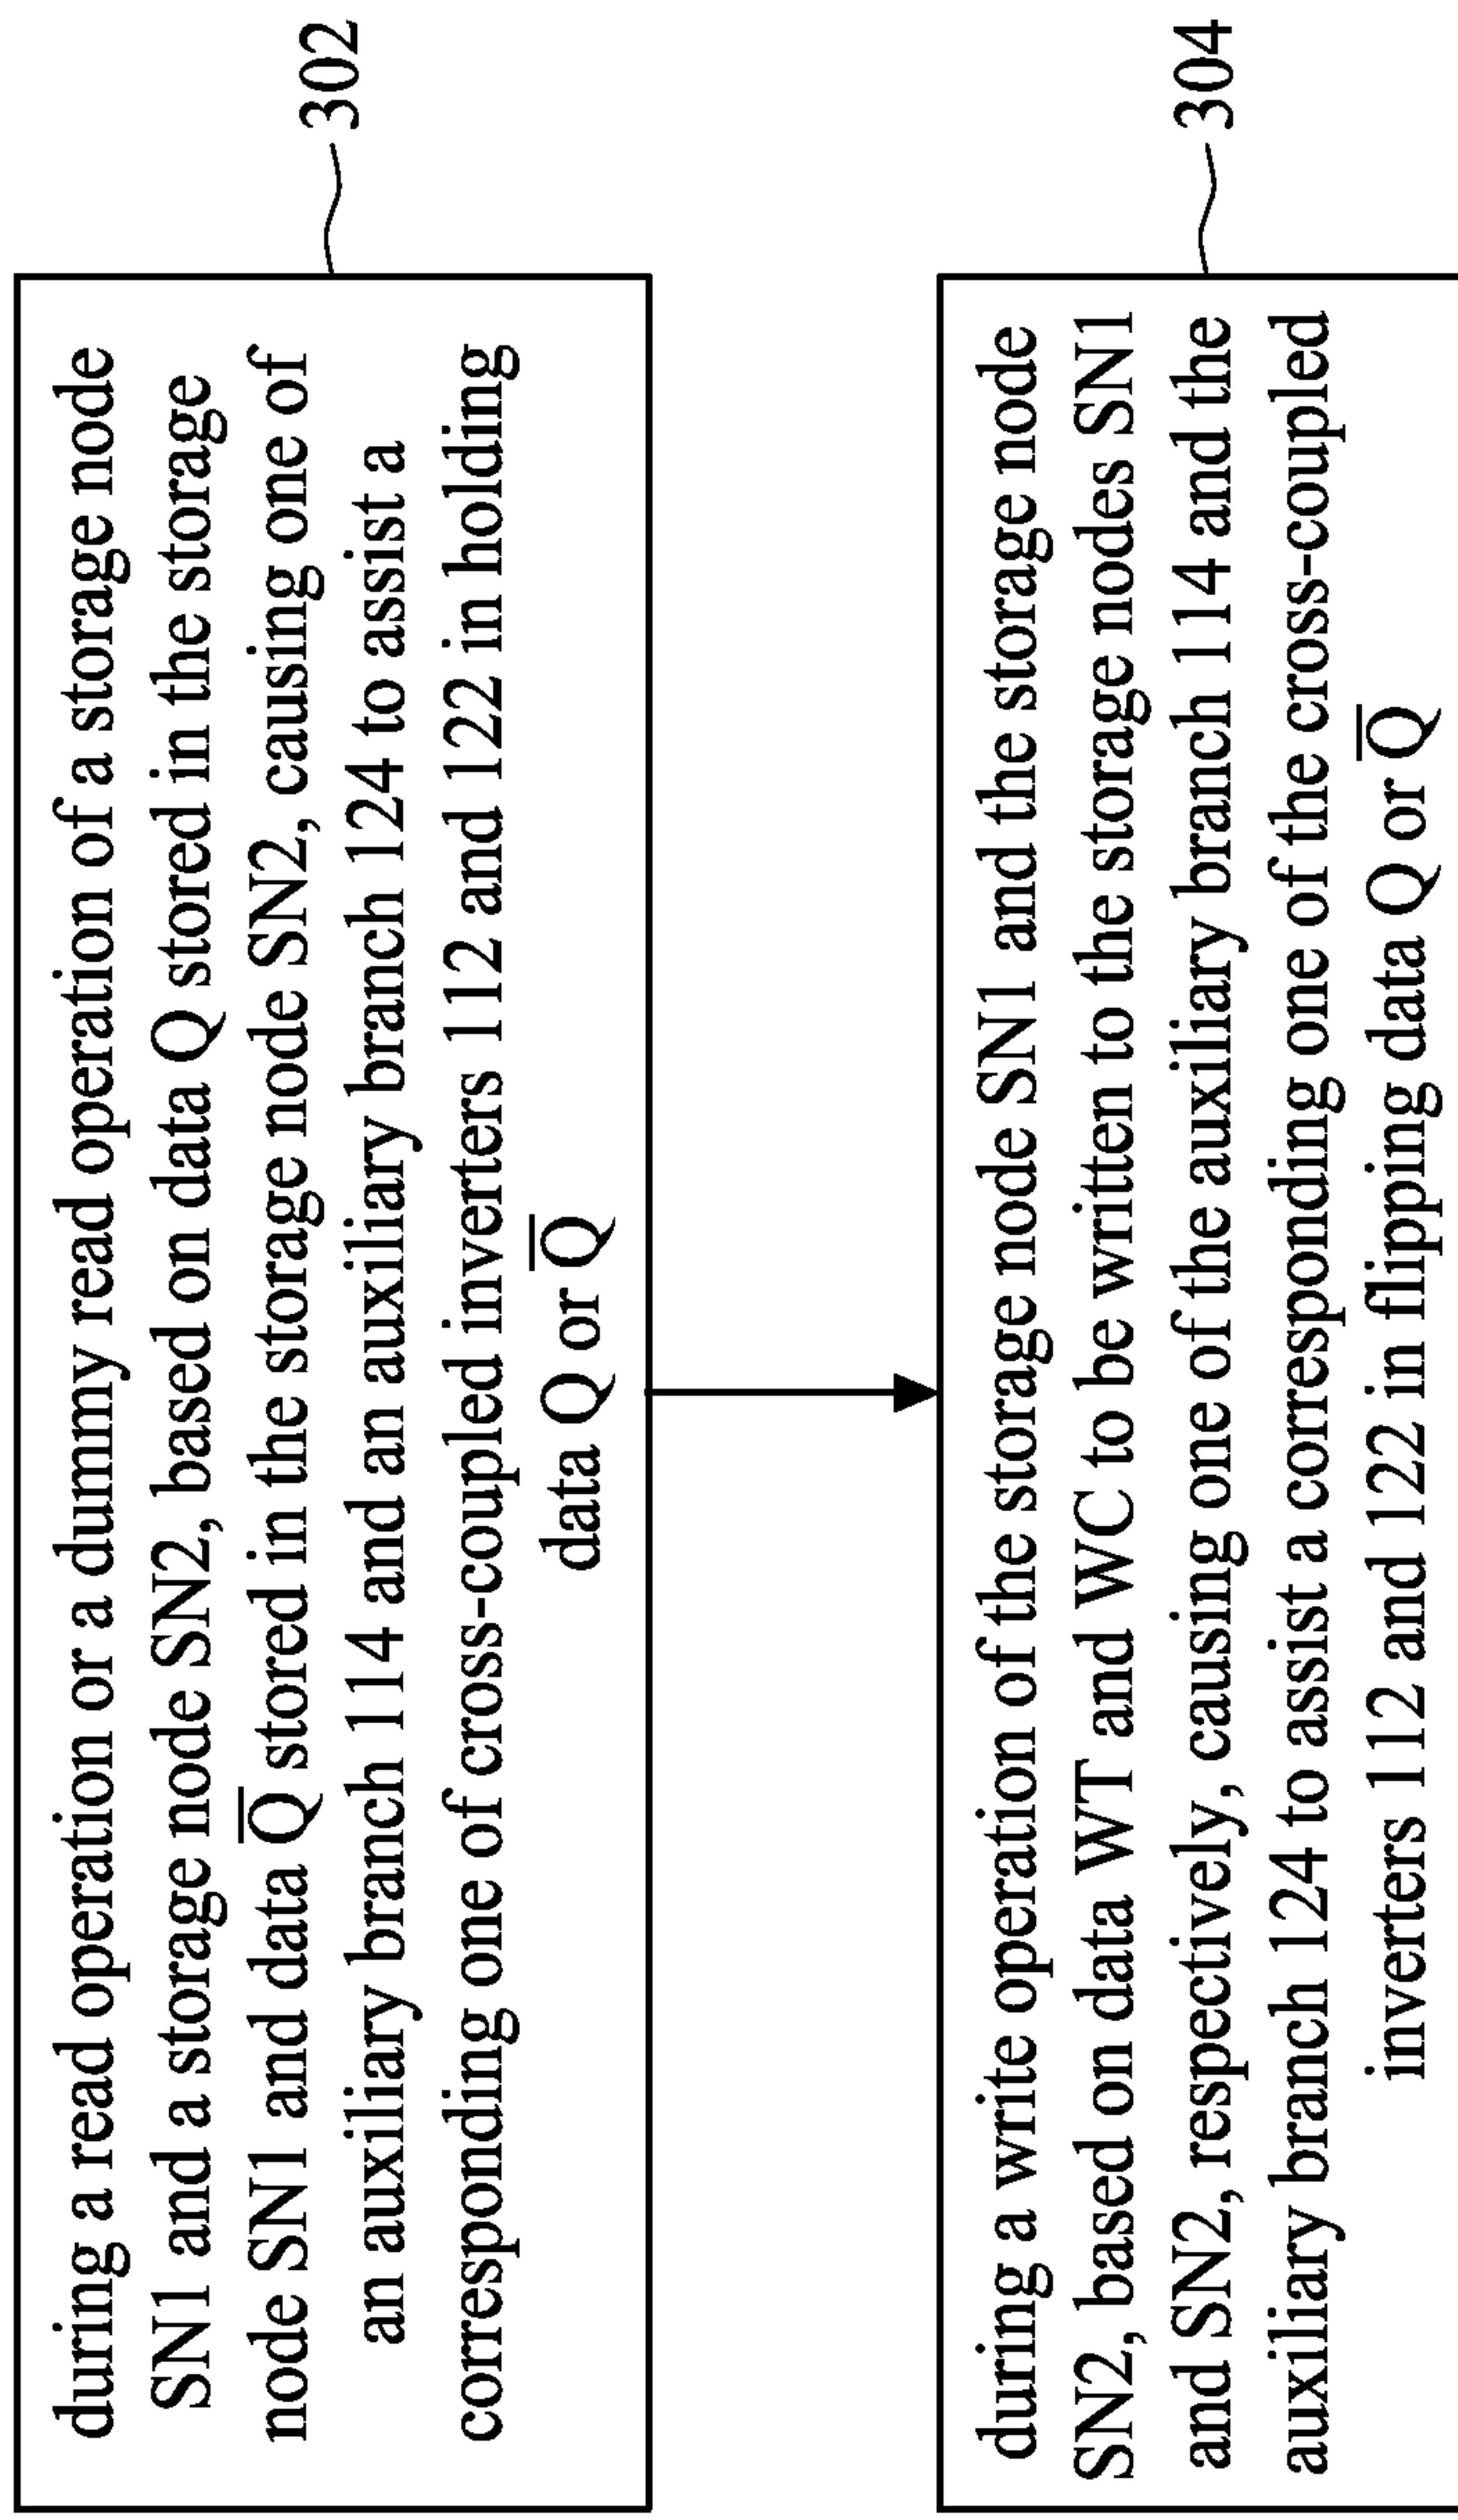 during a read operation or a dummy read operation of a storage node
SN1 and a storage node SN2, based on data Q stored in the storage
node SN1 and data Q̅ stored in the storage node SN2, causing one of
an auxiliary branch 114 and an auxiliary branch 124 to assist a
corresponding one of cross-coupled inverters 112 and 122 in holding
data Q or Q̅
302
during a write operation of the storage node SN1 and the storage node
SN2, based on data WT and WC to be written to the storage nodes SN1
and SN2, respectively, causing one of the auxiliary branch 114 and the
auxiliary branch 124 to assist a corresponding one of the cross-coupled
inverters 112 and 122 in flipping data Q or Q̅
304